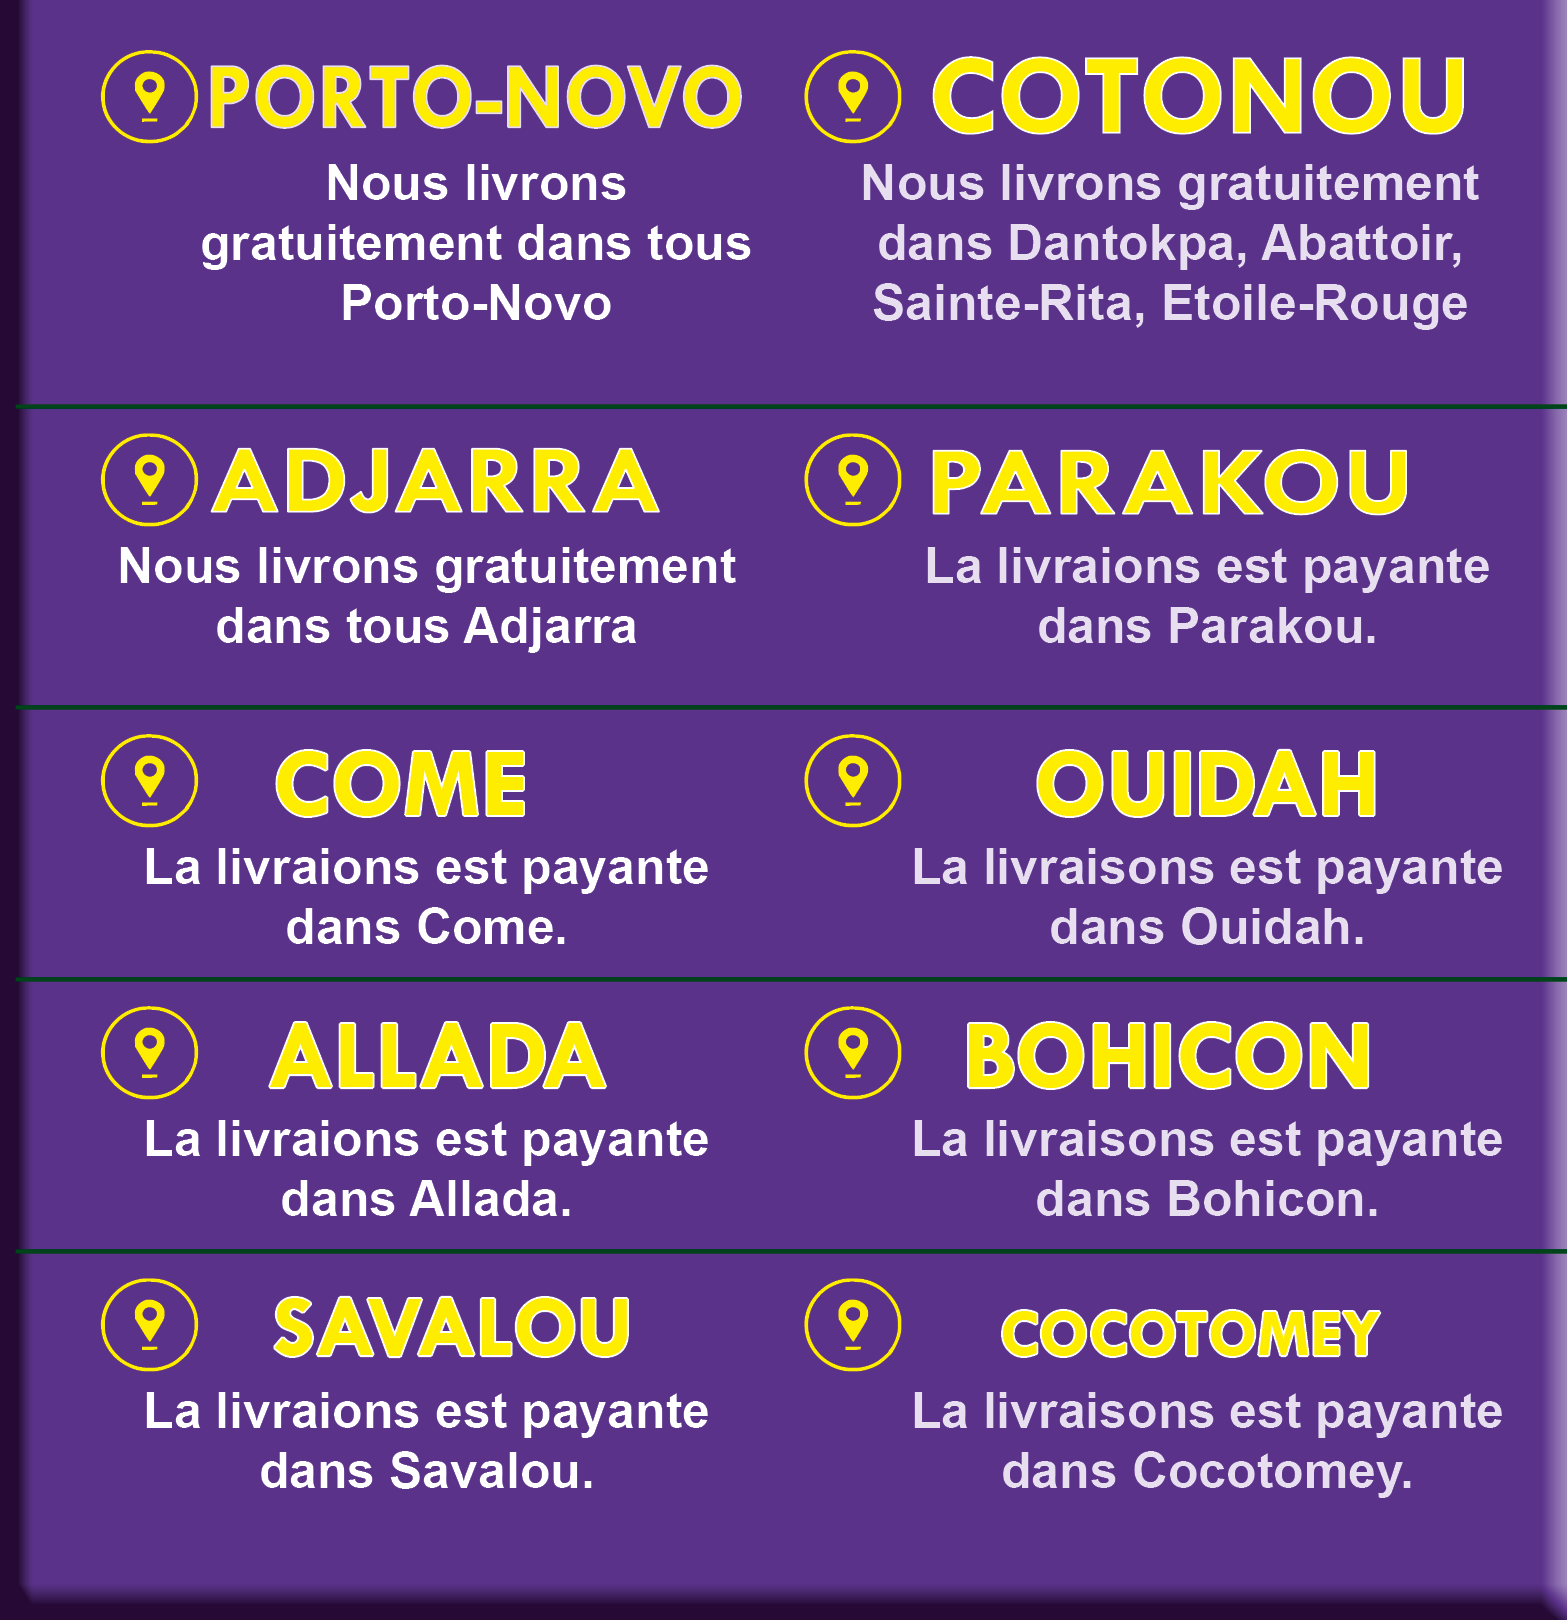 PORTO-NOVO
Nous livrons
gratuitement dans tous
Porto-Novo
COTONOU
Nous livrons gratuitement
dans Dantokpa, Abattoir,
Sainte-Rita, Etoile-Rouge
ADJARRA
Nous livrons gratuitement
dans tous Adjarra
PARAKOU
La livraions est payante
dans Parakou.
COME
La livraions est payante
dans Come.
OUIDAH
La livraisons est payante
dans Ouidah.
ALLADA
La livraions est payante
dans Allada.
BOHICON
La livraisons est payante
dans Bohicon.
SAVALOU
La livraions est payante
dans Savalou.
COCOTOMEY
La livraisons est payante
dans Cocotomey.